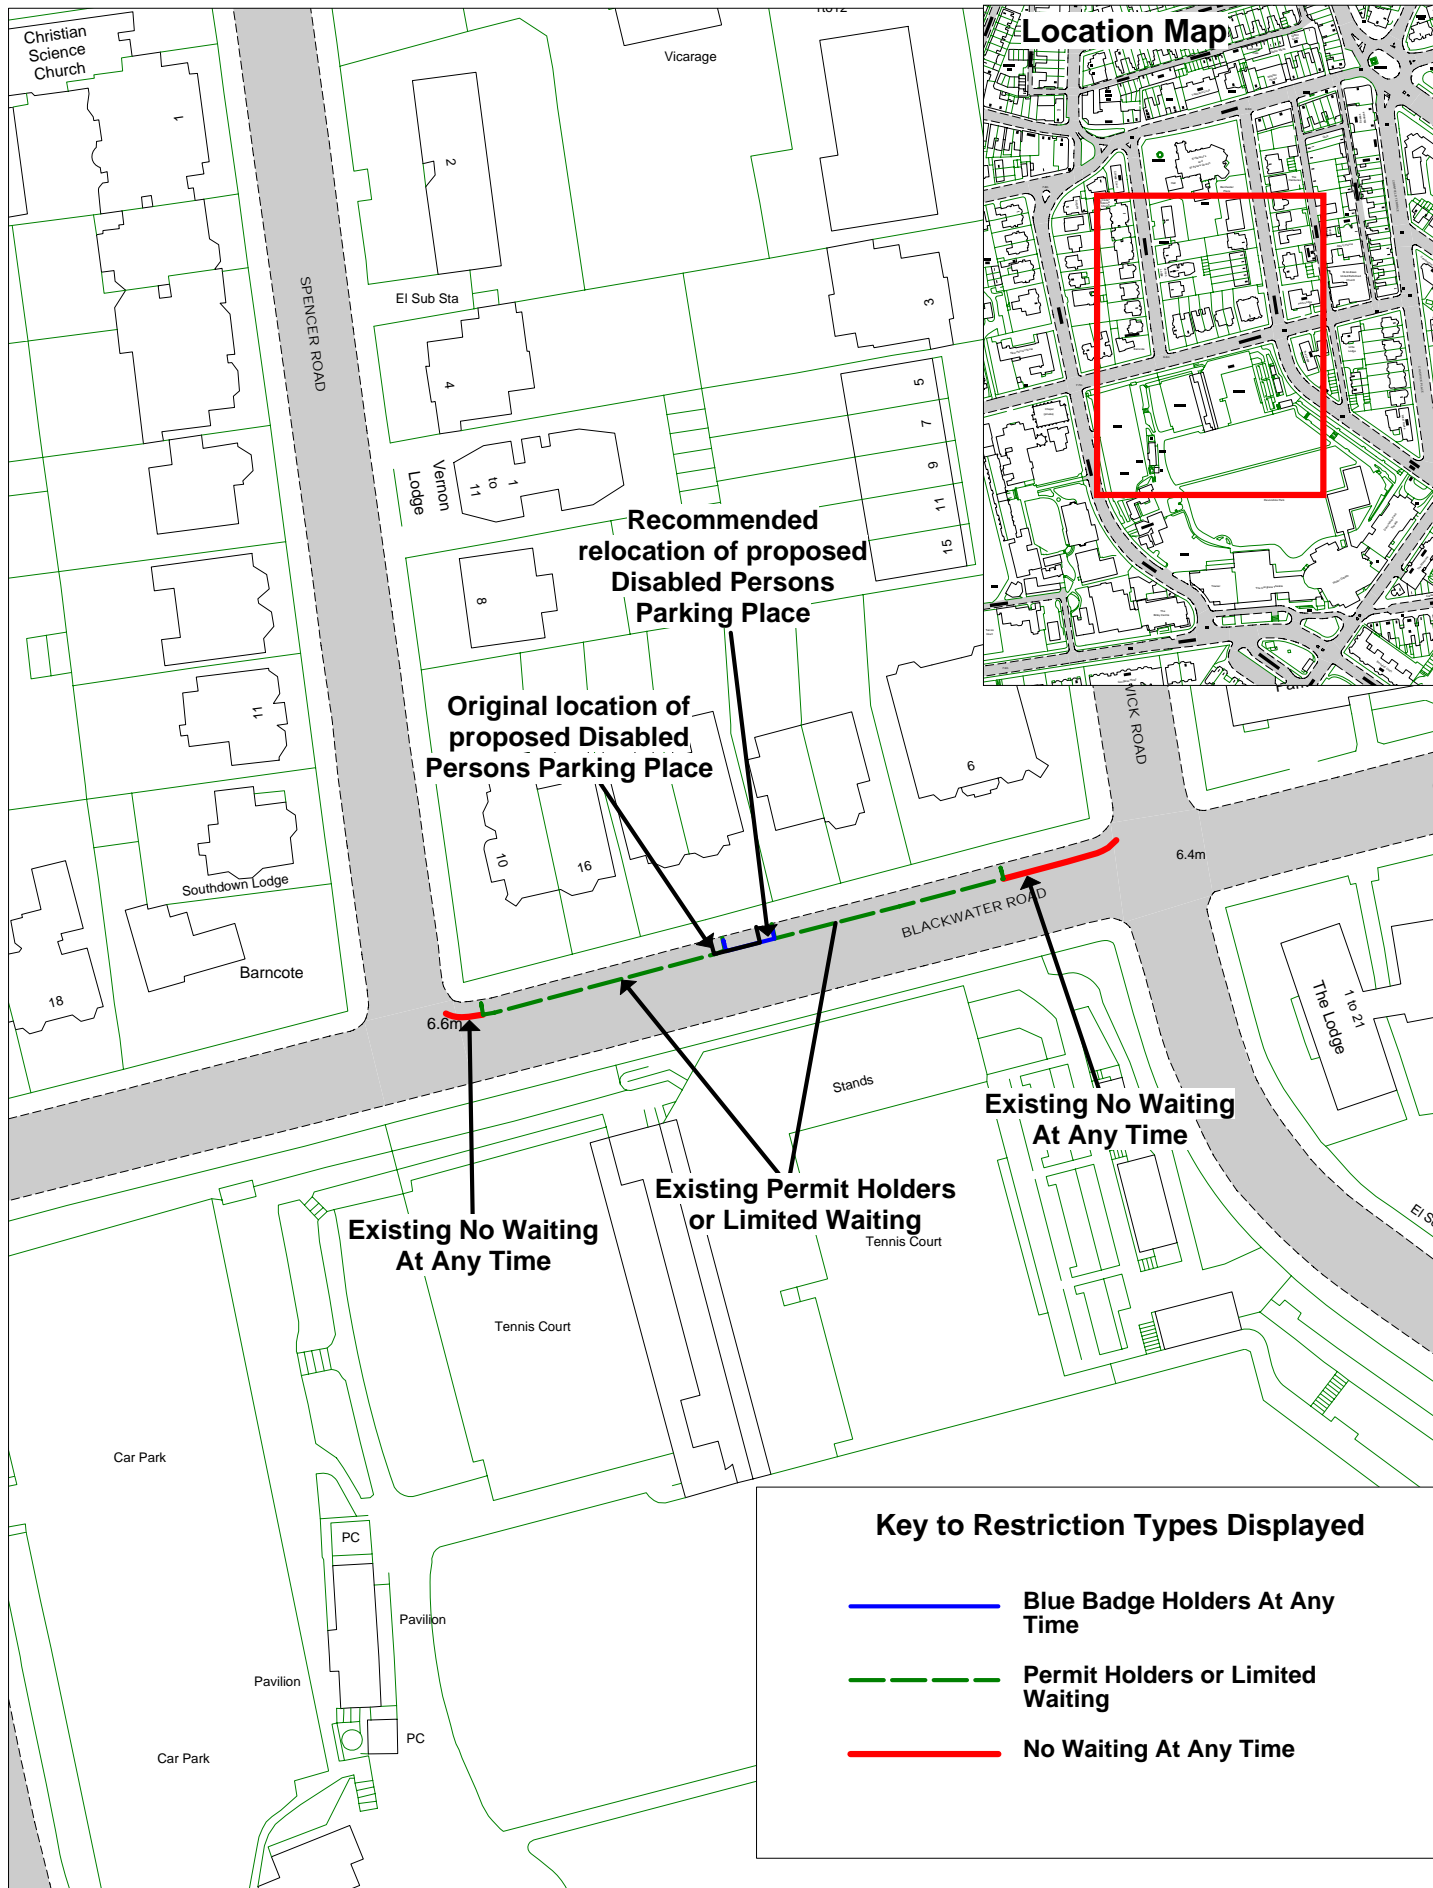 Christian
Science
Church
Vicarage
Location Map
1
2
El Sub Sta
3
SPENCER ROAD
4
5
7
9
11
15
Vernon
Lodge
1
to
11
Recommended
relocation of proposed
Disabled Persons
Parking Place
8
11
Original location of
proposed Disabled
Persons Parking Place
WICK ROAD
6
10
16
6.4m
Southdown Lodge
BLACKWATER ROAD
Barncote
18
6.6m
The Lodge
1 to 21
Stands
Existing No Waiting
At Any Time
Existing Permit Holders
or Limited Waiting
Existing No Waiting
At Any Time
Tennis Court
Tennis Court
Car Park
PC
Pavilion
Pavilion
PC
Car Park
Key to Restriction Types Displayed
Blue Badge Holders At Any
Time
Permit Holders or Limited
Waiting
No Waiting At Any Time